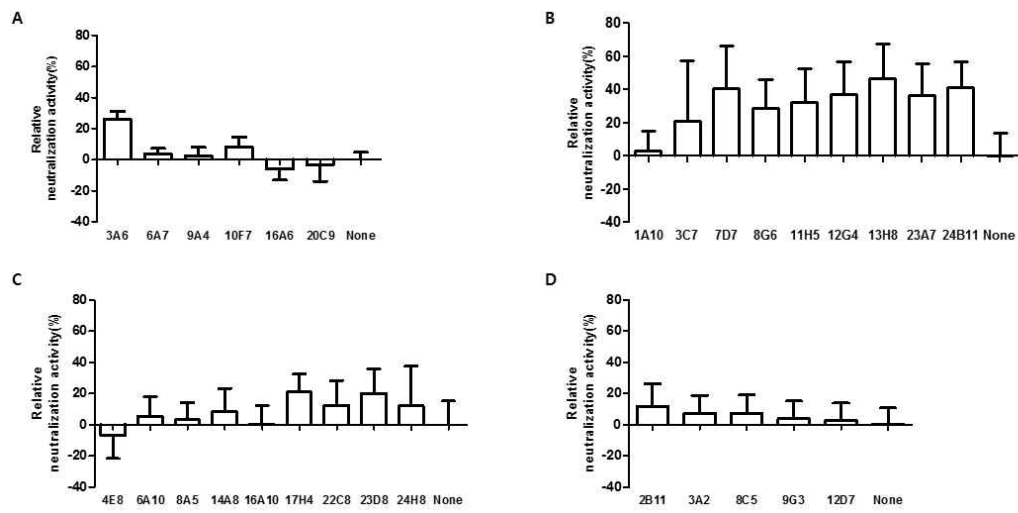 A
Relative
neutralization activity(%)
80
60
40
20
0
-20
-40
3A6 6A7 9A4 10F7 16A6 20C9 None
B
Relative
neutralization activity(%)
80
60
40
20
0
-20
-40
1A10 3C7 7D7 8G6 11H5 12G4 13H8 23A7 24B11 None
C
Relative
neutralization activity(%)
80
60
40
20
0
-20
-40
4E8 6A10 8A5 14A8 16A10 17H4 22C8 23D8 24H8 None
D
Relative
neutralization activity(%)
80
60
40
20
0
-20
-40
2B11 3A2 8C5 9G3 12D7 None